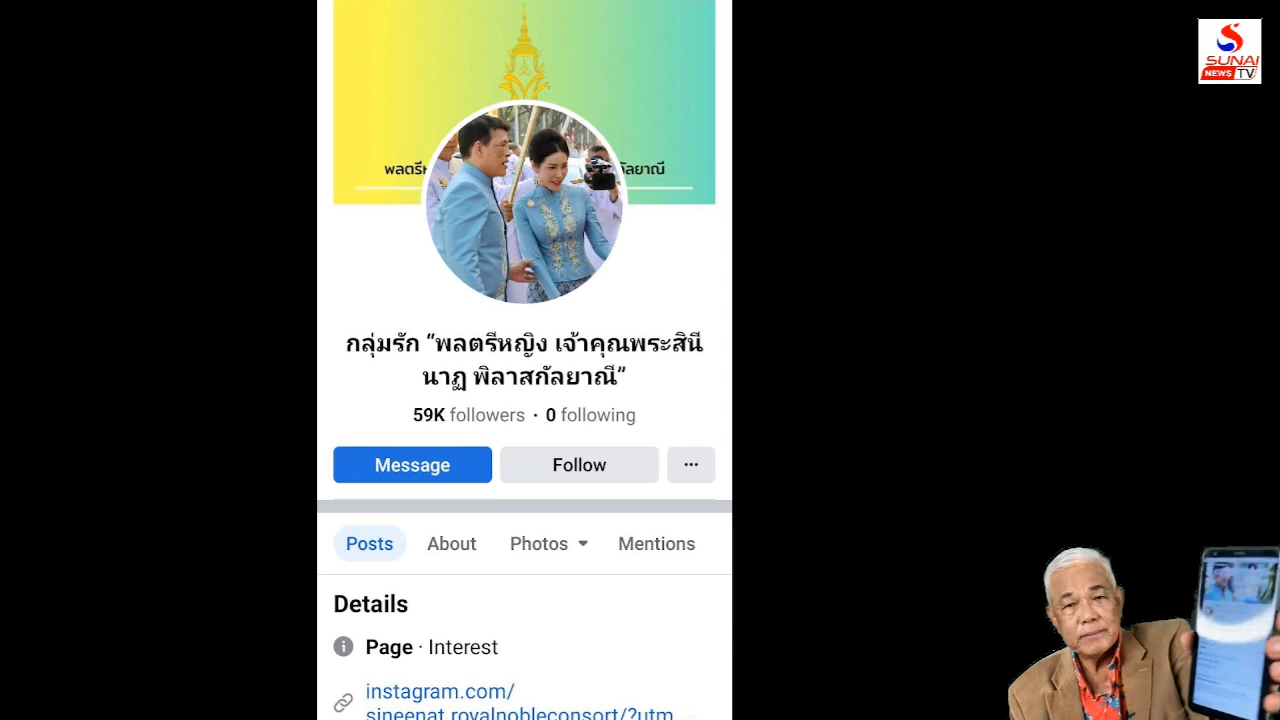 SUNAI
NEWS TV
พลตรี
กัลยาณี
กลุ่มรัก “พลตรีหญิง เจ้าคุณพระสินี
นาฏ พิลาสกัลยาณี”
59K followers · 0 following
Message
Follow
Posts
About
Photos
Mentions
Details
Page · Interest
instagram.com/
sineenat.royalnobleconsort/?utm